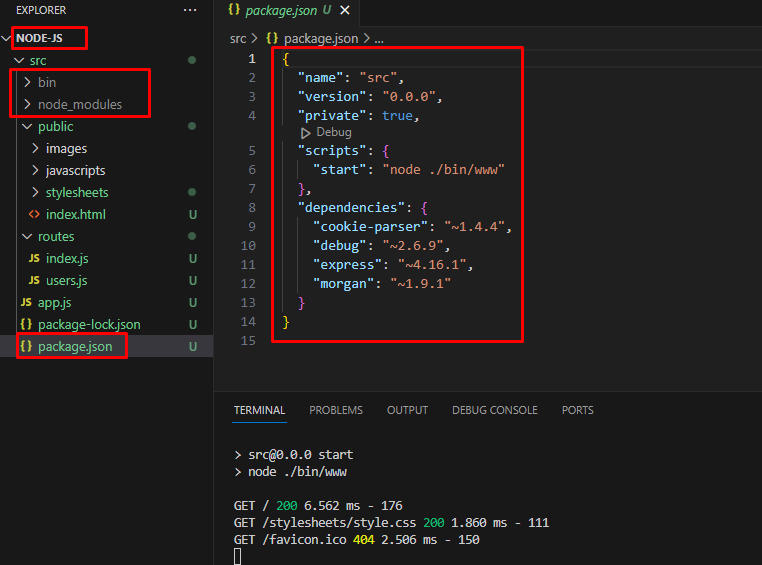 EXPLORER
NODE-JS
src
bin
node_modules
public
images
javascripts
stylesheets
<> index.html U
routes
JS index.js U
JS users.js U
JS app.js U
{} package-lock.json U
{} package.json U
{} package.json U
src > {} package.json > ...
1 {
2 "name": "src",
3 "version": "0.0.0",
4 "private": true,
Debug
5 "scripts": {
6 "start": "node ./bin/www"
7 },
8 "dependencies": {
9 "cookie-parser": "~1.4.4",
10 "debug": "~2.6.9",
11 "express": "~4.16.1",
12 "morgan": "~1.9.1"
13 }
14 }
15
TERMINAL PROBLEMS OUTPUT DEBUG CONSOLE PORTS
> src@0.0.0 start
> node ./bin/www
GET / 200 6.562 ms - 176
GET /stylesheets/style.css 200 1.860 ms - 111
GET /favicon.ico 404 2.506 ms - 150